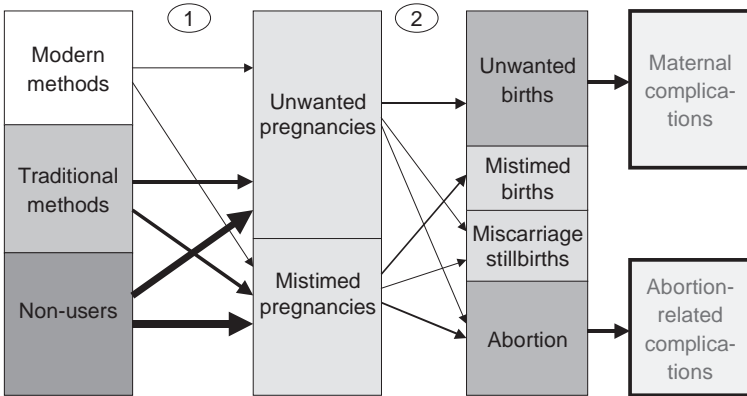 1
2
Modern
methods
Traditional
methods
Non-users
Unwanted
pregnancies
Mistimed
pregnancies
Unwanted
births
Mistimed
births
Miscarriage
stillbirths
Abortion
Maternal
complica-
tions
Abortion-
related
complica-
tions